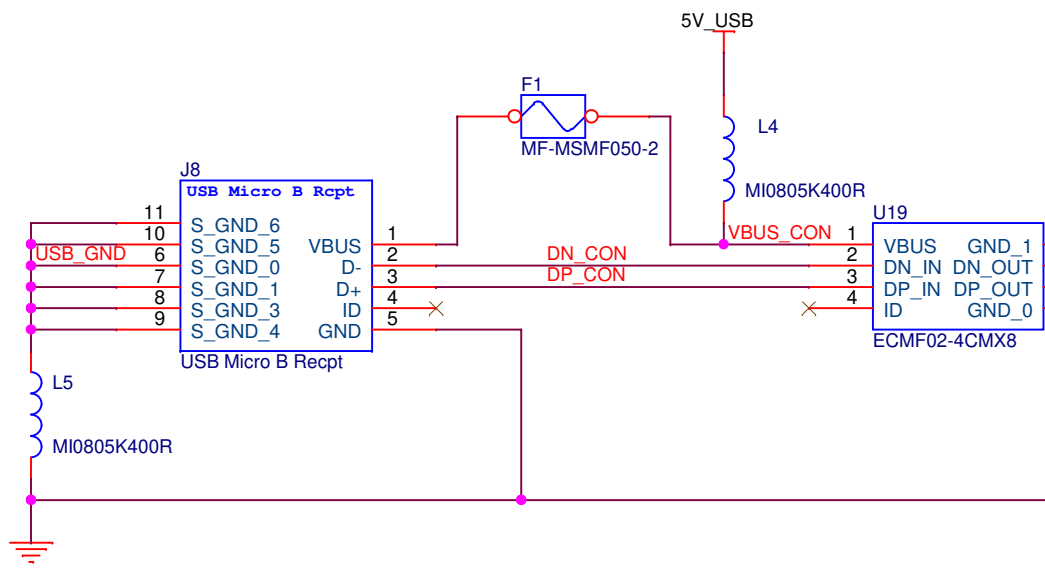 5V_USB
F1
MF-MSMF050-2
L4
MI0805K400R
J8
USB Micro B Rcpt
11 S_GND_6
10 S_GND_5 VBUS 1
USB_GND 6 S_GND_0 D- 2
7 S_GND_1 D+ 3
8 S_GND_3 ID 4
9 S_GND_4 GND 5
USB Micro B Recpt
DN_CON
DP_CON
VBUS_CON
U19
1 VBUS GND_1
2 DN_IN DN_OUT
3 DP_IN DP_OUT
4 ID GND_0
ECMF02-4CMX8
L5
MI0805K400R